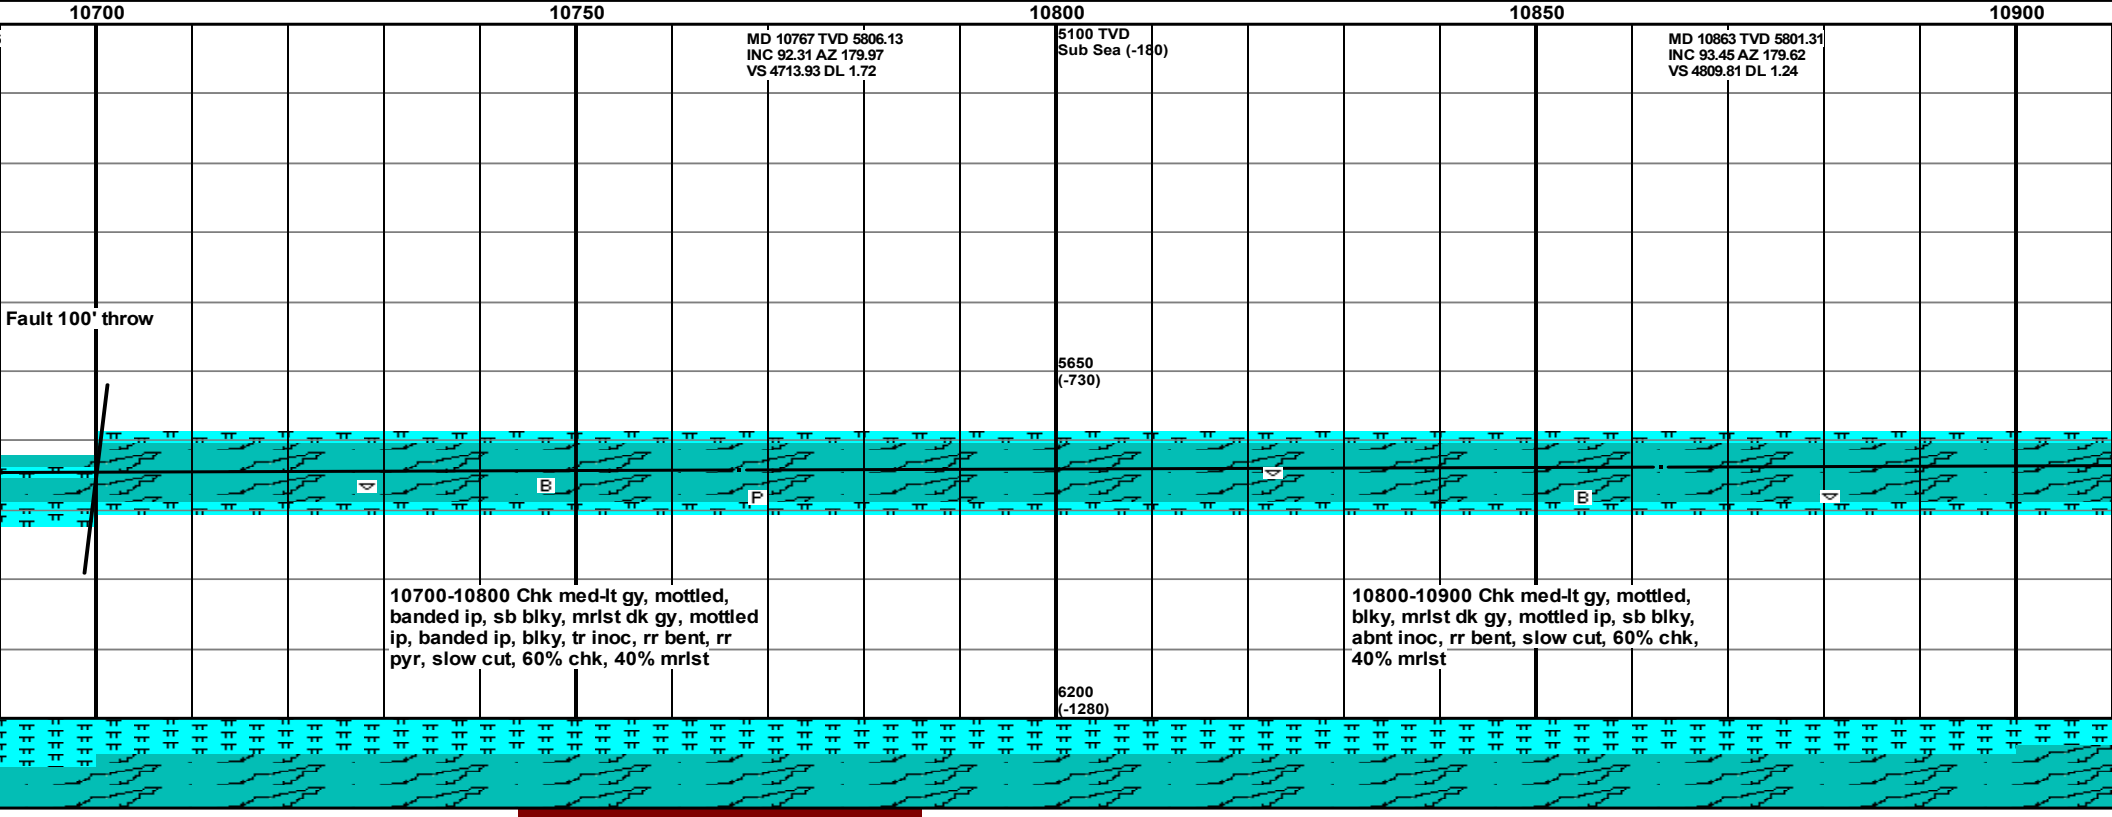 10700 10750 10800 10850 10900
MD 10767 TVD 5806.13
INC 92.31 AZ 179.97
VS 4713.93 DL 1.72
5100 TVD
Sub Sea (-180)
MD 10863 TVD 5801.31
INC 93.45 AZ 179.62
VS 4809.81 DL 1.24
Fault 100' throw
5650
(-730)
B
P
B
10700-10800 Chk med-lt gy, mottled,
banded ip, sb blky, mrlst dk gy, mottled
ip, banded ip, blky, tr inoc, rr bent, rr
pyr, slow cut, 60% chk, 40% mrlst
10800-10900 Chk med-lt gy, mottled,
blky, mrlst dk gy, mottled ip, sb blky,
abnt inoc, rr bent, slow cut, 60% chk,
40% mrlst
6200
(-1280)